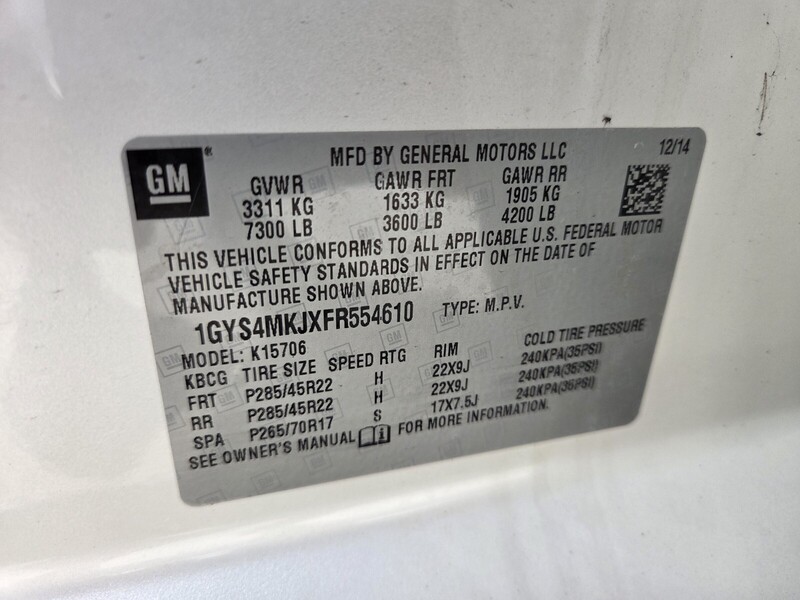 GM ® MFD BY GENERAL MOTORS LLC 12/14
GVWR GAWR FRT GAWR RR
3311 KG 1633 KG 1905 KG
7300 LB 3600 LB 4200 LB
THIS VEHICLE CONFORMS TO ALL APPLICABLE U.S. FEDERAL MOTOR
VEHICLE SAFETY STANDARDS IN EFFECT ON THE DATE OF
MANUFACTURE SHOWN ABOVE.
1GYS4MKJXFR554610 TYPE: M.P.V.
MODEL: K15706
KBCG TIRE SIZE SPEED RTG RIM COLD TIRE PRESSURE
FRT P285/45R22 H 22X9J 240KPA(35PSI)
RR P285/45R22 H 22X9J 240KPA(35PSI)
SPA P265/70R17 S 17X7.5J 240KPA(35PSI)
SEE OWNER'S MANUAL FOR MORE INFORMATION.